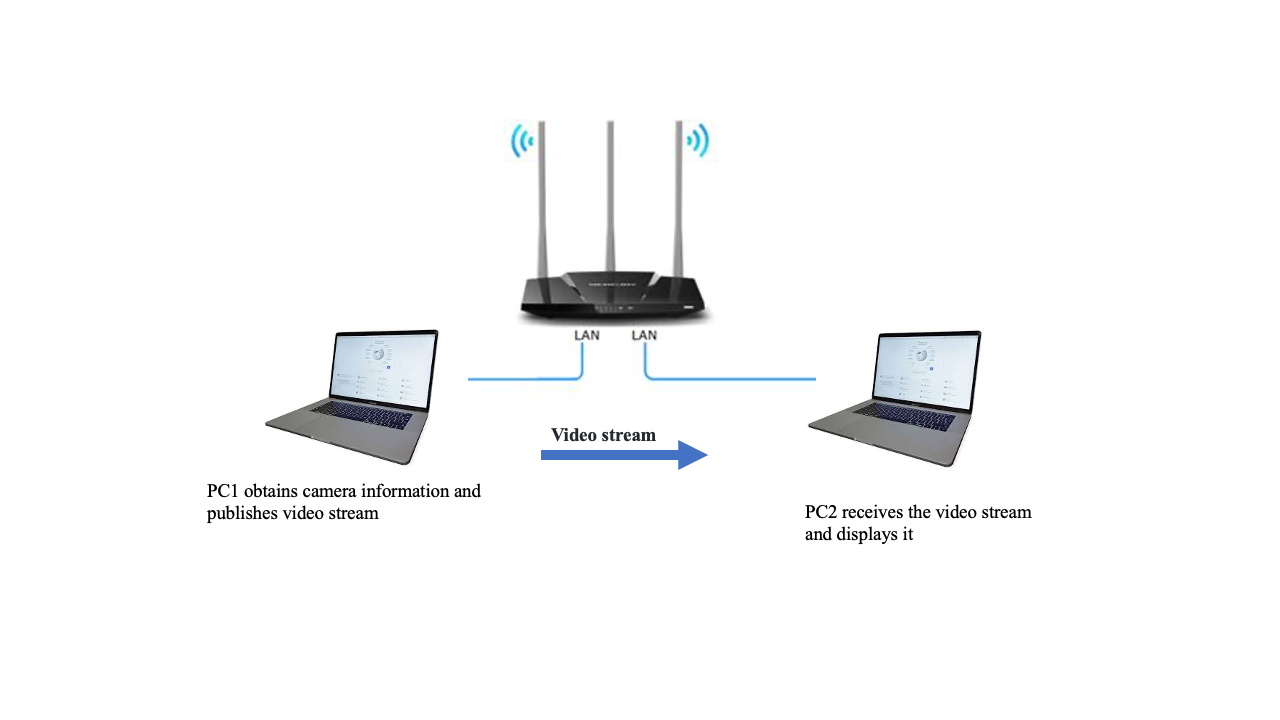 LAN LAN
Video stream
PC1 obtains camera information and
publishes video stream
PC2 receives the video stream
and displays it